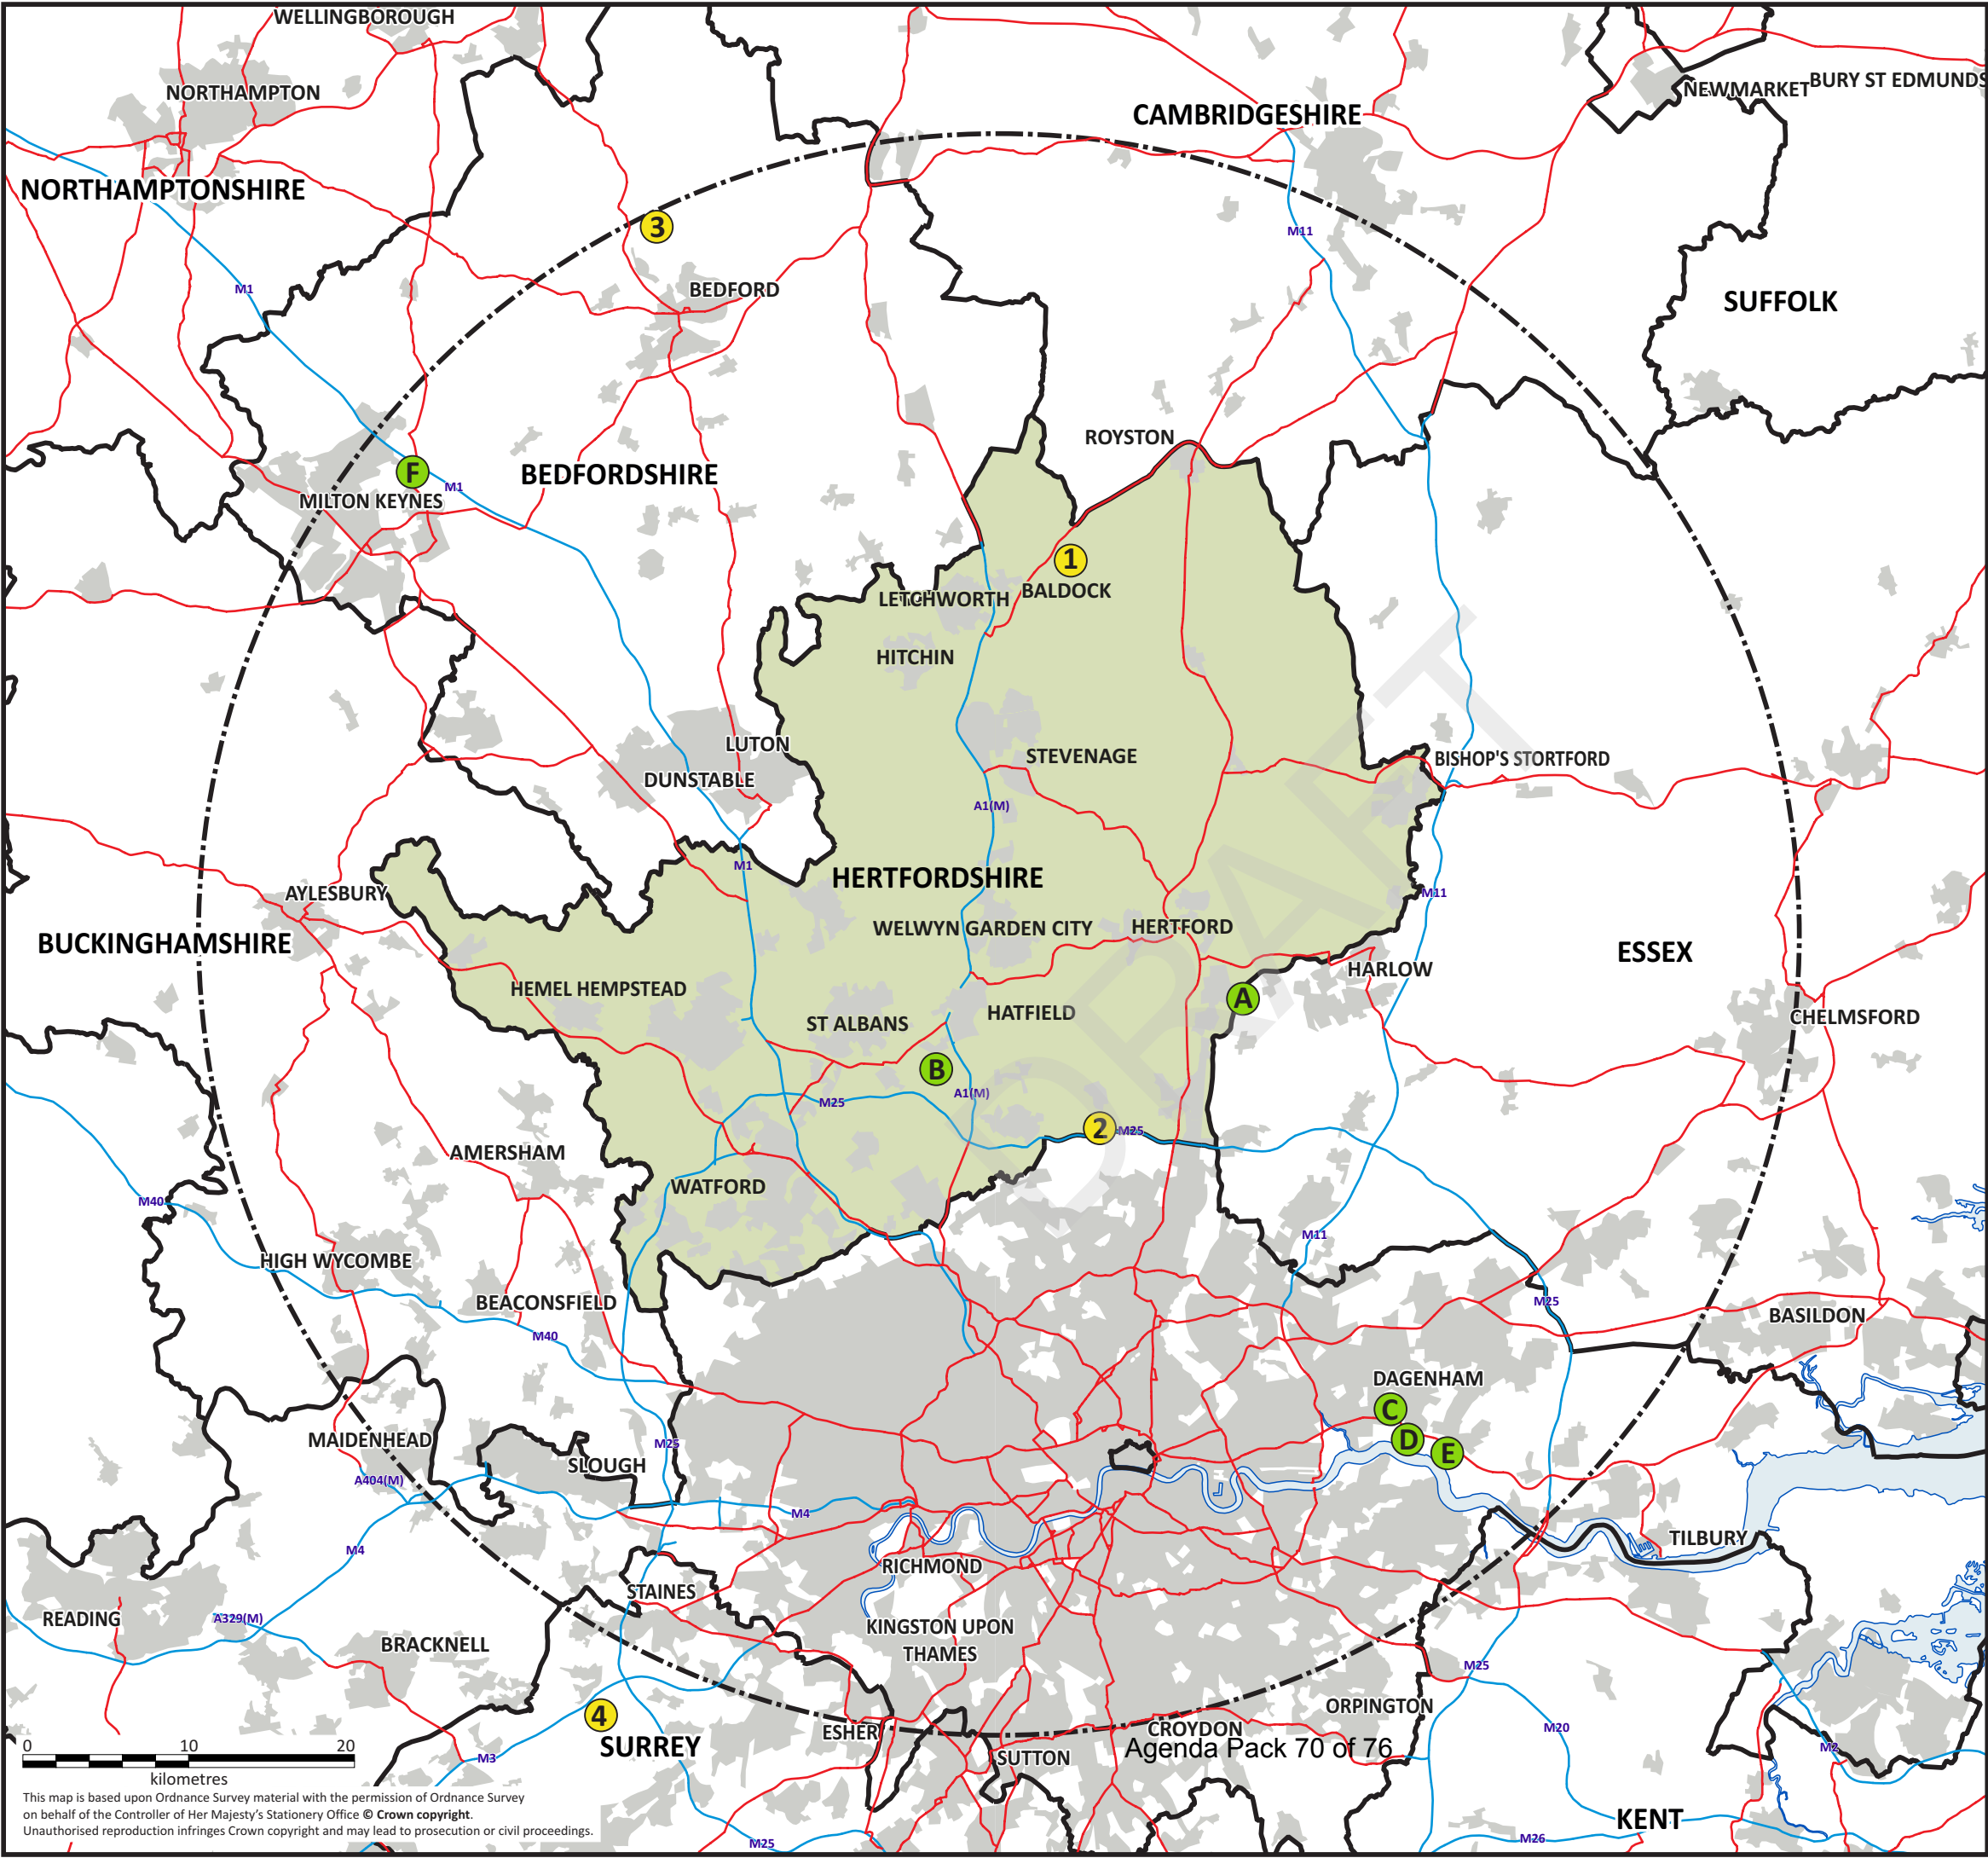 WELLINGBOROUGH
NORTHAMPTON
NEWMARKET
BURY ST EDMUNDS
CAMBRIDGESHIRE
NORTHAMPTONSHIRE
3
M11
M1
BEDFORD
SUFFOLK
ROYSTON
F
M1
BEDFORDSHIRE
MILTON KEYNES
1
BALDOCK
LETCHWORTH
HITCHIN
LUTON
STEVENAGE
BISHOP'S STORTFORD
DUNSTABLE
A1(M)
M1
HERTFORDSHIRE
AYLESBURY
M11
WELWYN GARDEN CITY
HERTFORD
BUCKINGHAMSHIRE
ESSEX
HARLOW
HEMEL HEMPSTEAD
A
ST ALBANS
HATFIELD
CHELMSFORD
B
A1(M)
M25
2
M25
DRAFT
AMERSHAM
WATFORD
M40
M11
HIGH WYCOMBE
BEACONSFIELD
M25
BASILDON
M40
DAGENHAM
C
D
E
MAIDENHEAD
M25
SLOUGH
A404(M)
M4
M4
TILBURY
RICHMOND
STAINES
READING
A329(M)
KINGSTON UPON
THAMES
BRACKNELL
M25
4
ORPINGTON
ESHER
CROYDON
M20
SURREY
Agenda Pack 70 of 76
SUTTON
M3
M2
0 10 20
kilometres
This map is based upon Ordnance Survey material with the permission of Ordnance Survey
on behalf of the Controller of Her Majesty's Stationery Office © Crown copyright.
Unauthorised reproduction infringes Crown copyright and may lead to prosecution or civil proceedings.
KENT
M25
M26